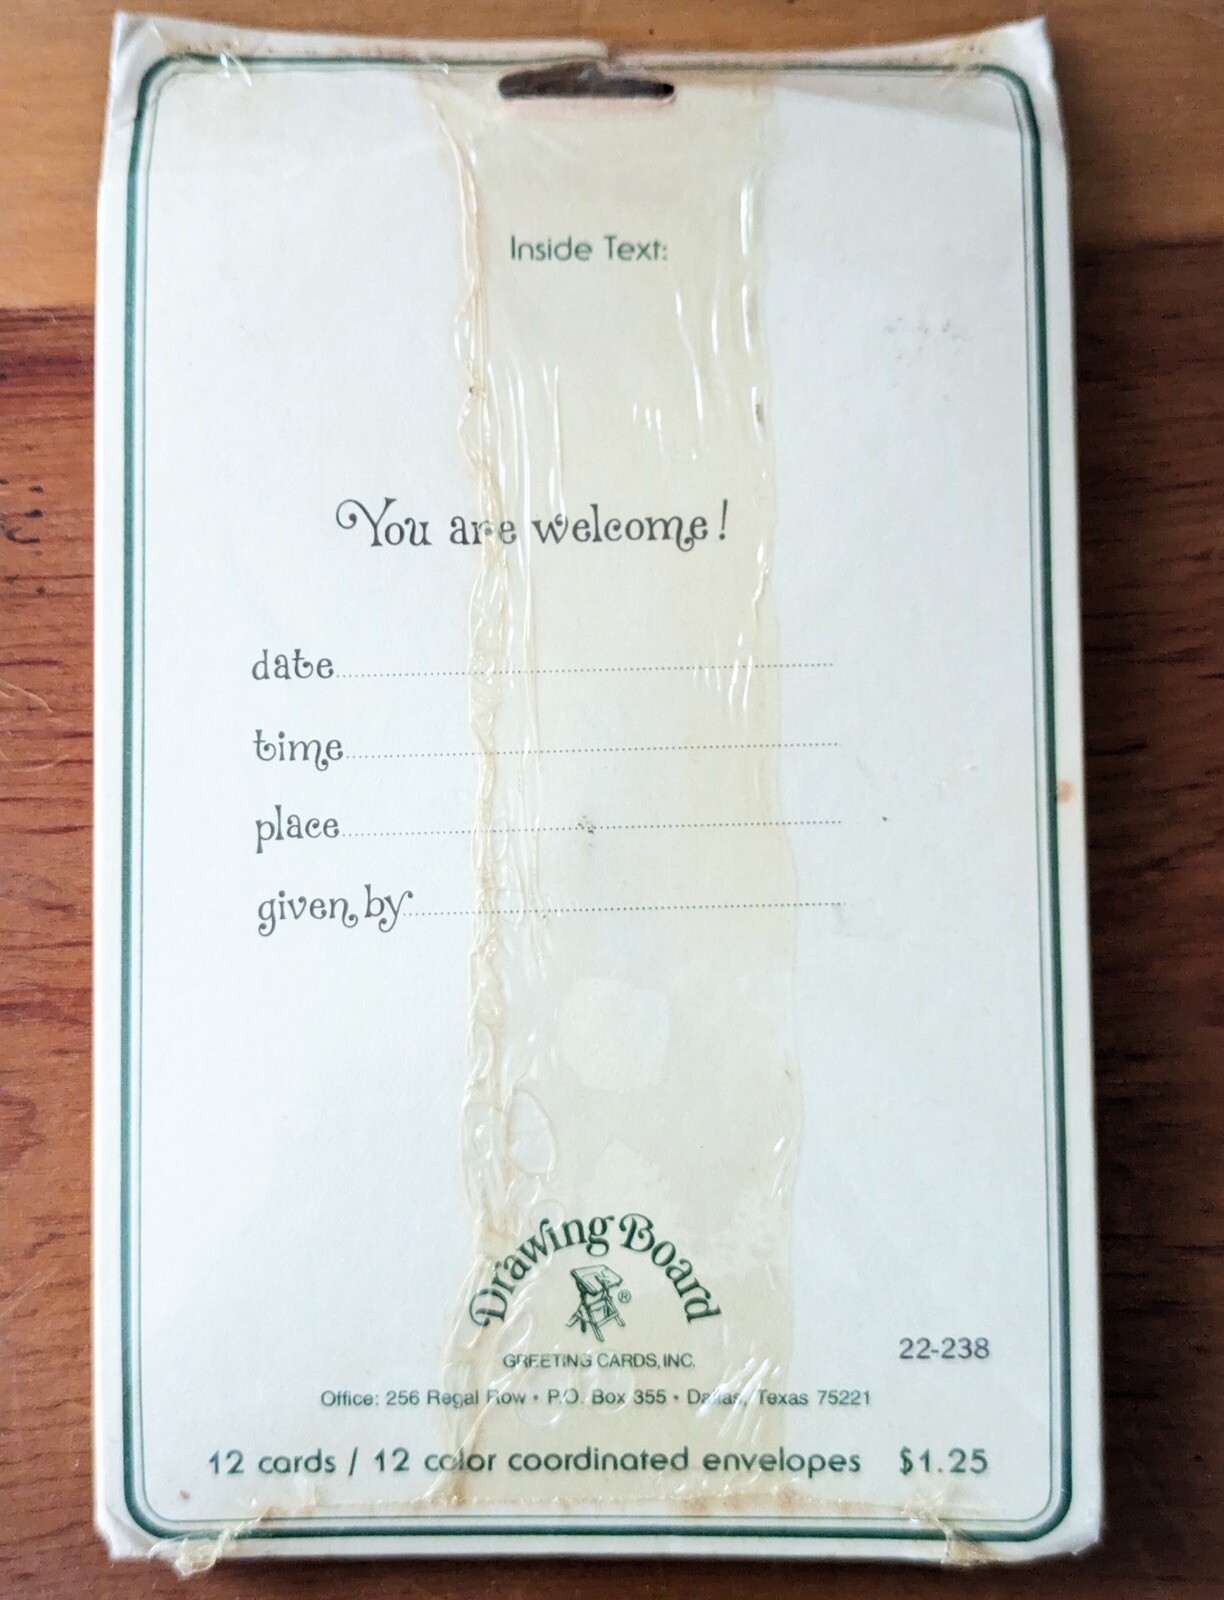 Inside Text:
You are welcome!
date
time
place
given by
Drawing Board
®
GREETING CARDS, INC.
22-238
Office: 256 Regal Row • P.O. Box 355 • Dallas, Texas 75221
12 cards / 12 color coordinated envelopes $1.25